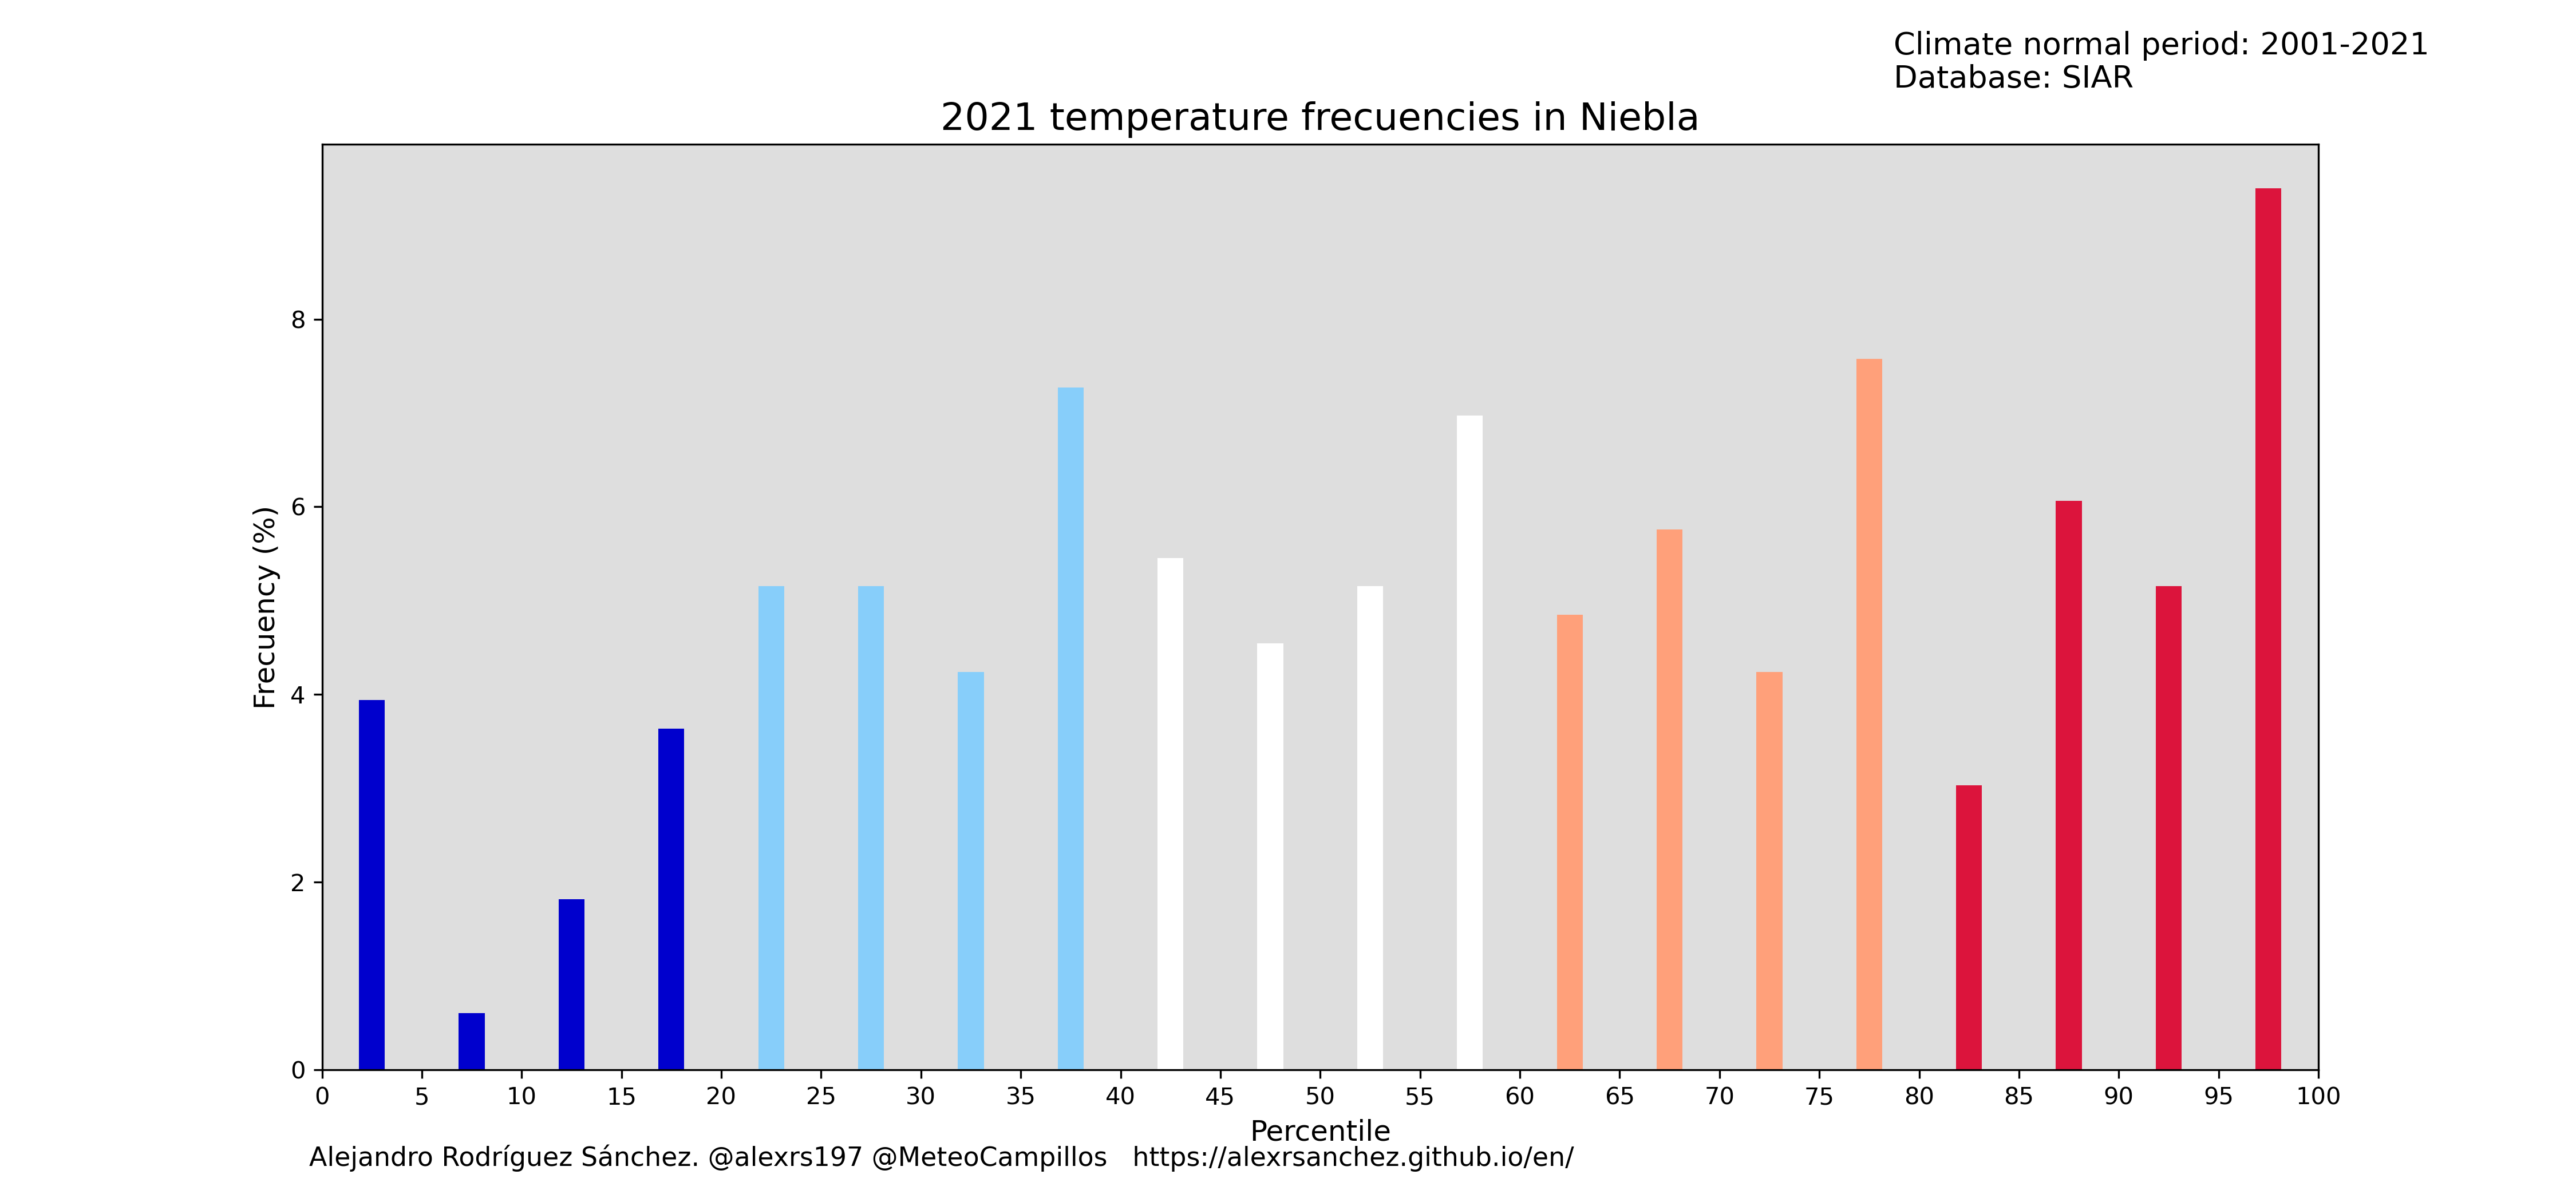 Climate normal period: 2001-2021
Database: SIAR
2021 temperature frecuencies in Niebla
Frecuency (%)
8
6
4
2
0
0 5 10 15 20 25 30 35 40 45 50 55 60 65 70 75 80 85 90 95 100
Percentile
Alejandro Rodríguez Sánchez. @alexrs197 @MeteoCampillos https://alexrsanchez.github.io/en/